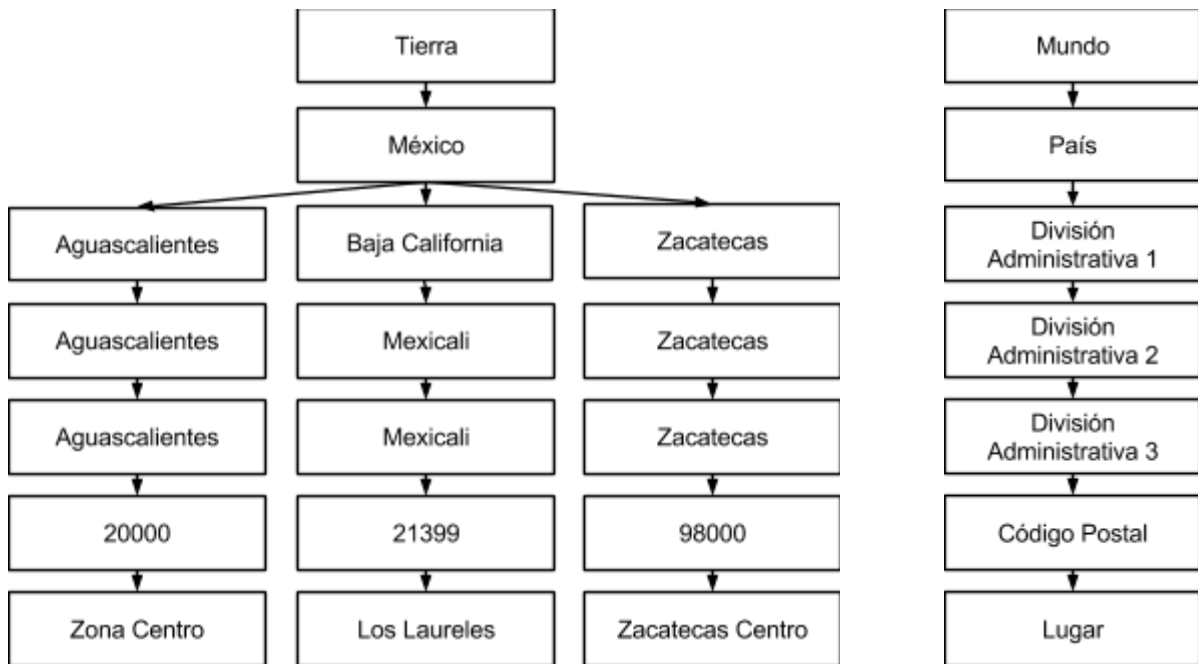 Tierra
Mundo
México
País
Aguascalientes
Baja California
Zacatecas
División
Administrativa 1
Aguascalientes
Mexicali
Zacatecas
División
Administrativa 2
Aguascalientes
Mexicali
Zacatecas
División
Administrativa 3
20000
21399
98000
Código Postal
Zona Centro
Los Laureles
Zacatecas Centro
Lugar